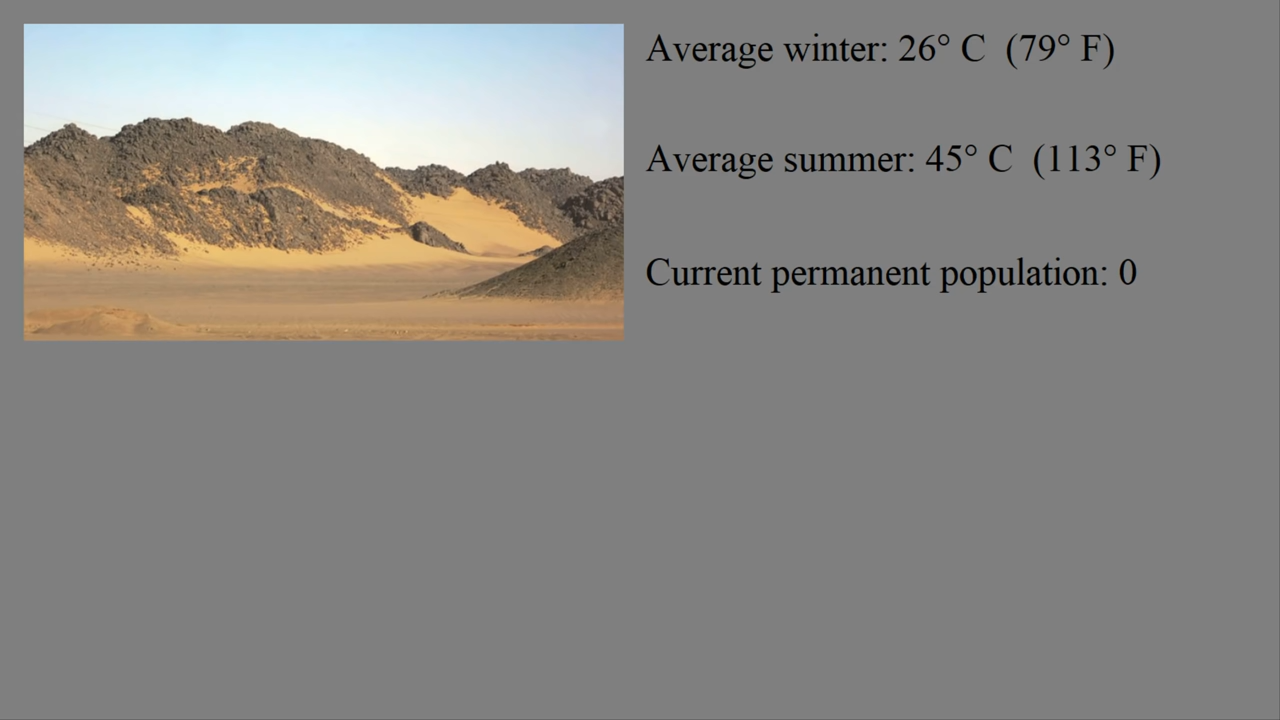 Average winter: 26° C (79° F)
Average summer: 45° C (113° F)
Current permanent population: 0